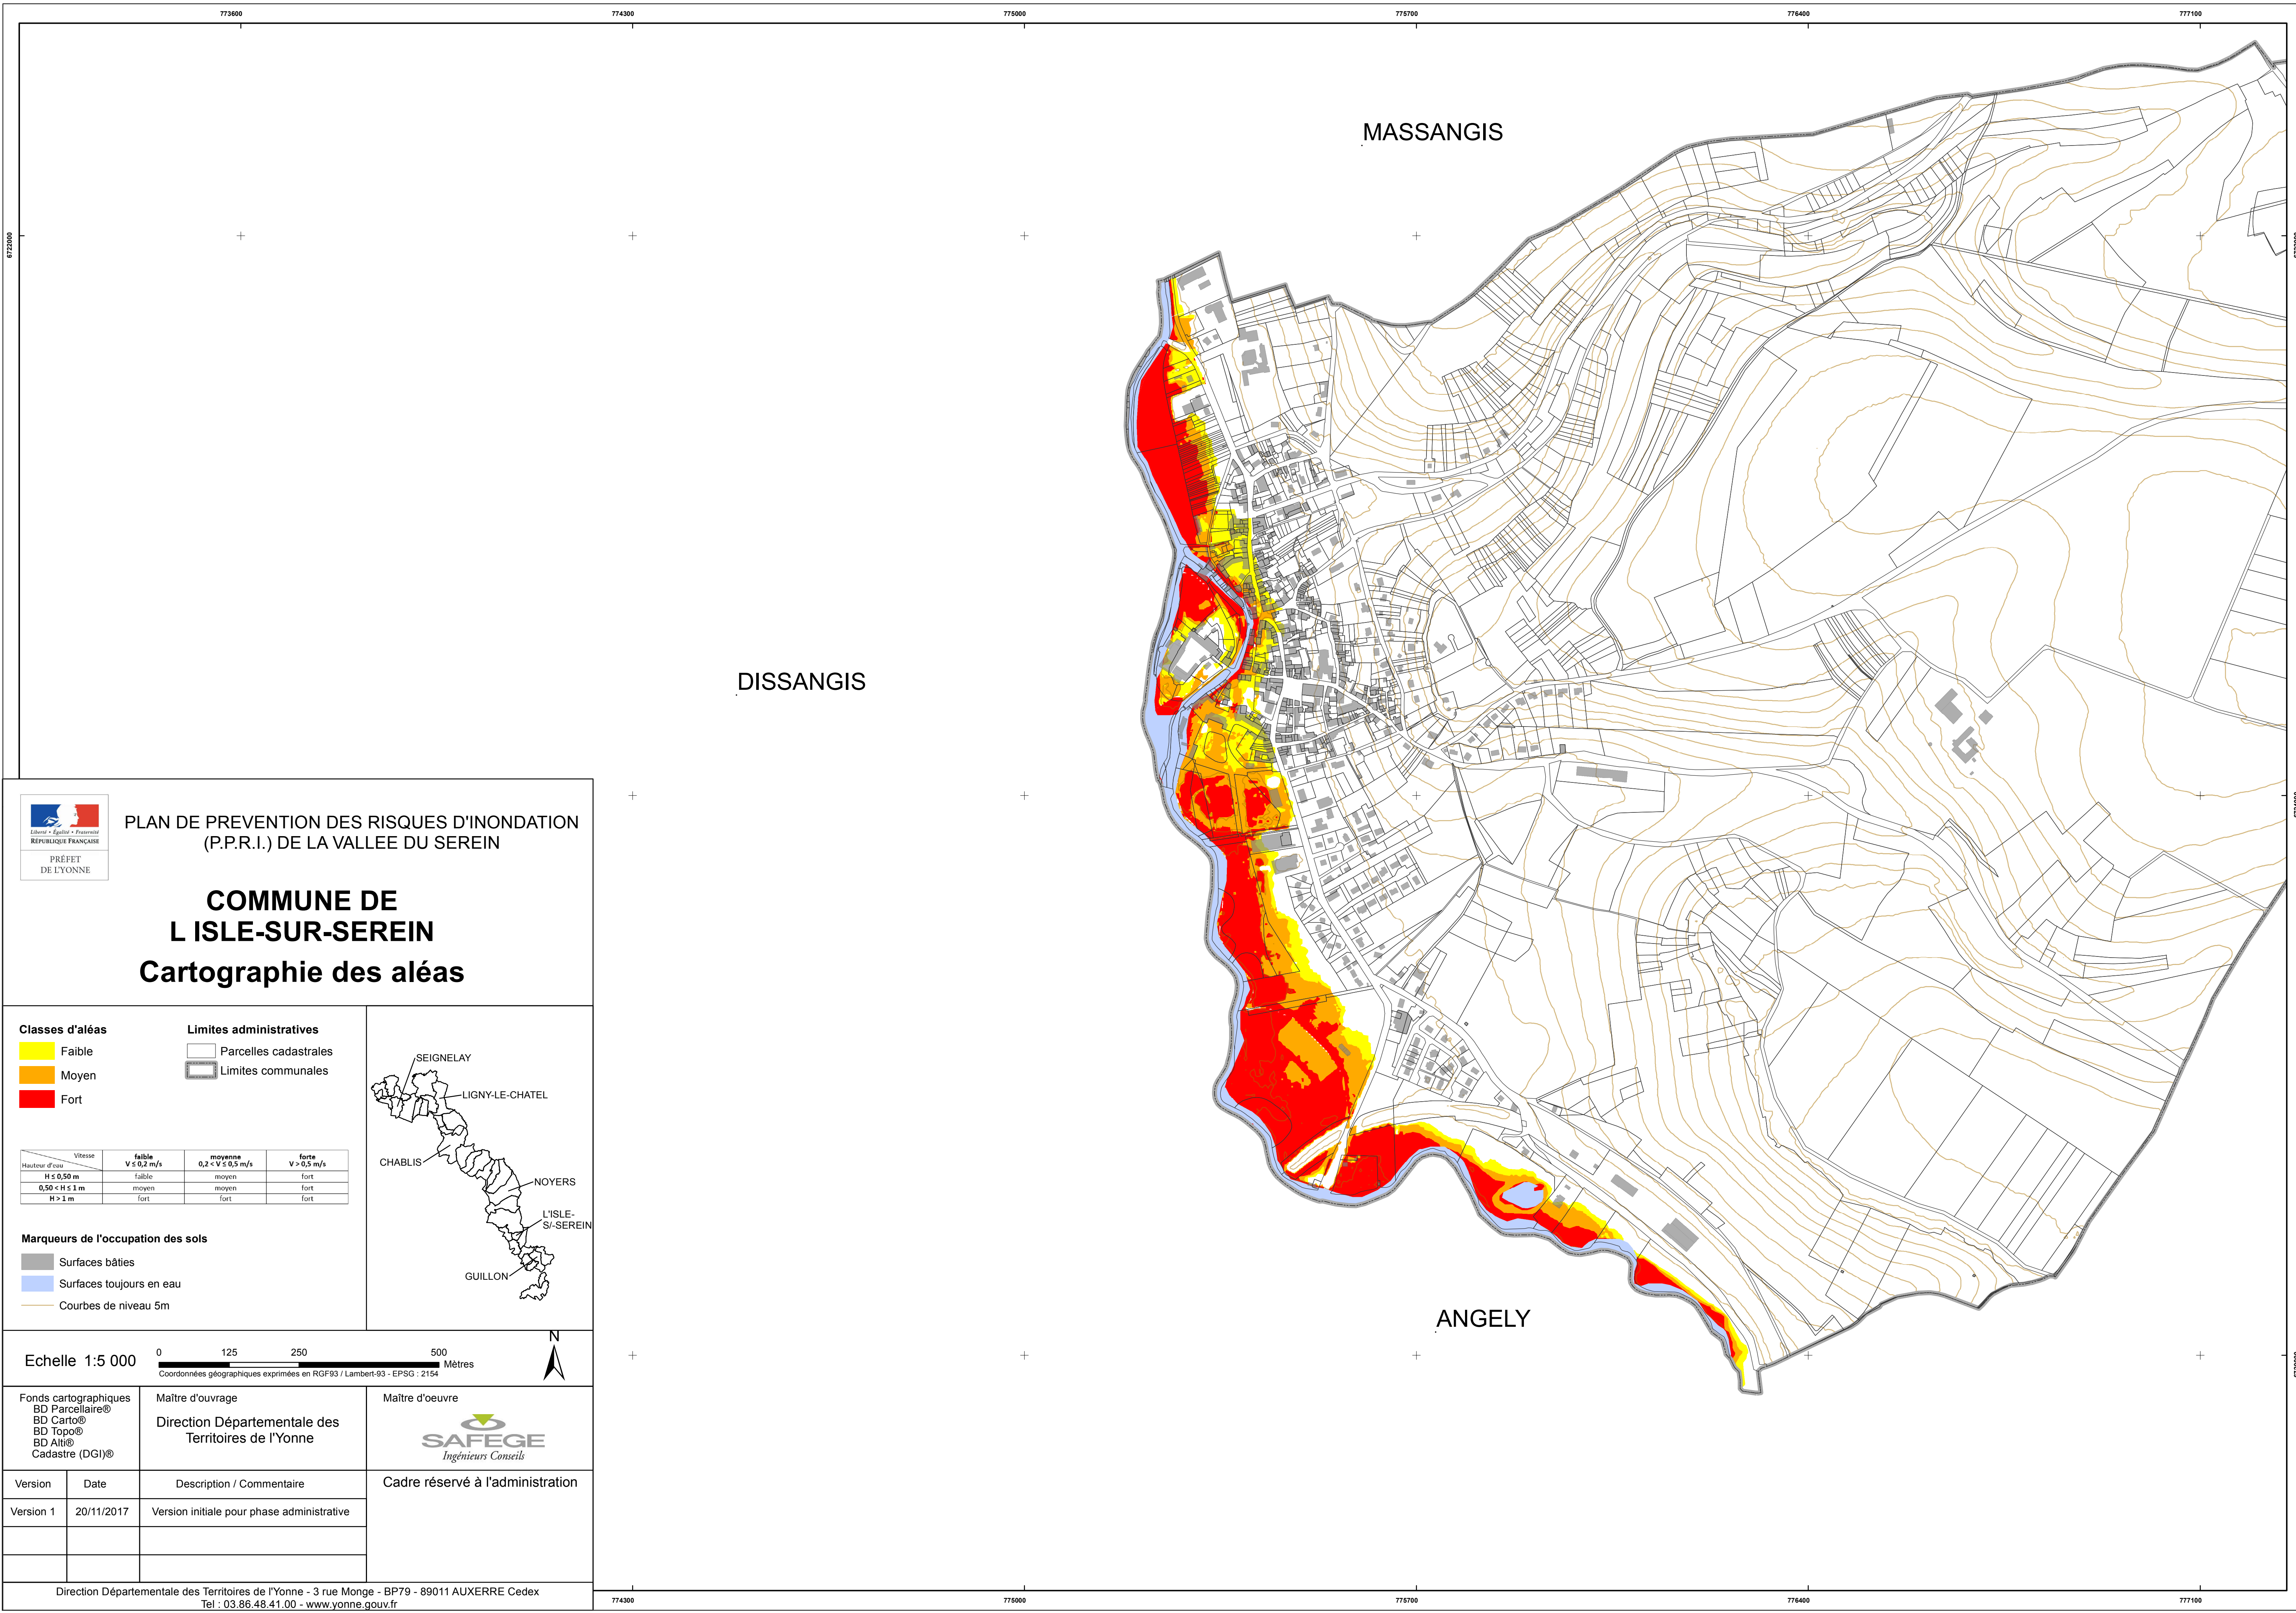 773600
774300
775000
775700
776400
777100
6722000
MASSANGIS
DISSANGIS
ANGELY
Liberté • Égalité • Fraternité
RÉPUBLIQUE FRANÇAISE
PRÉFET
DE L'YONNE
PLAN DE PREVENTION DES RISQUES D'INONDATION
(P.P.R.I.) DE LA VALLEE DU SEREIN
COMMUNE DE
L ISLE-SUR-SEREIN
Cartographie des aléas
Classes d'aléas
Faible
Moyen
Fort
Limites administratives
Parcelles cadastrales
Limites communales
Vitesse
Hauteur d'eau
faible
V ≤ 0,2 m/s
moyenne
0,2 < V ≤ 0,5 m/s
forte
V > 0,5 m/s
H ≤ 0,50 m faible moyen fort
0,50 < H ≤ 1 m moyen moyen fort
H > 1 m fort fort fort
Marqueurs de l'occupation des sols
Surfaces bâties
Surfaces toujours en eau
Courbes de niveau 5m
SEIGNELAY
LIGNY-LE-CHATEL
CHABLIS
NOYERS
L'ISLE-
S/-SEREIN
GUILLON
Echelle 1:5 000
0 125 250 500
Mètres
Coordonnées géographiques exprimées en RGF93 / Lambert-93 - EPSG : 2154
N
Fonds cartographiques
BD Parcellaire®
BD Carto®
BD Topo®
BD Alti®
Cadastre (DGI)®
Maître d'ouvrage
Direction Départementale des
Territoires de l'Yonne
Maître d'oeuvre
SAFEGE
Ingénieurs Conseils
Version Date Description / Commentaire
Version 1 20/11/2017 Version initiale pour phase administrative
Cadre réservé à l'administration
Direction Départementale des Territoires de l'Yonne - 3 rue Monge - BP79 - 89011 AUXERRE Cedex
Tel : 03.86.48.41.00 - www.yonne.gouv.fr
774300
775000
775700
776400
777100